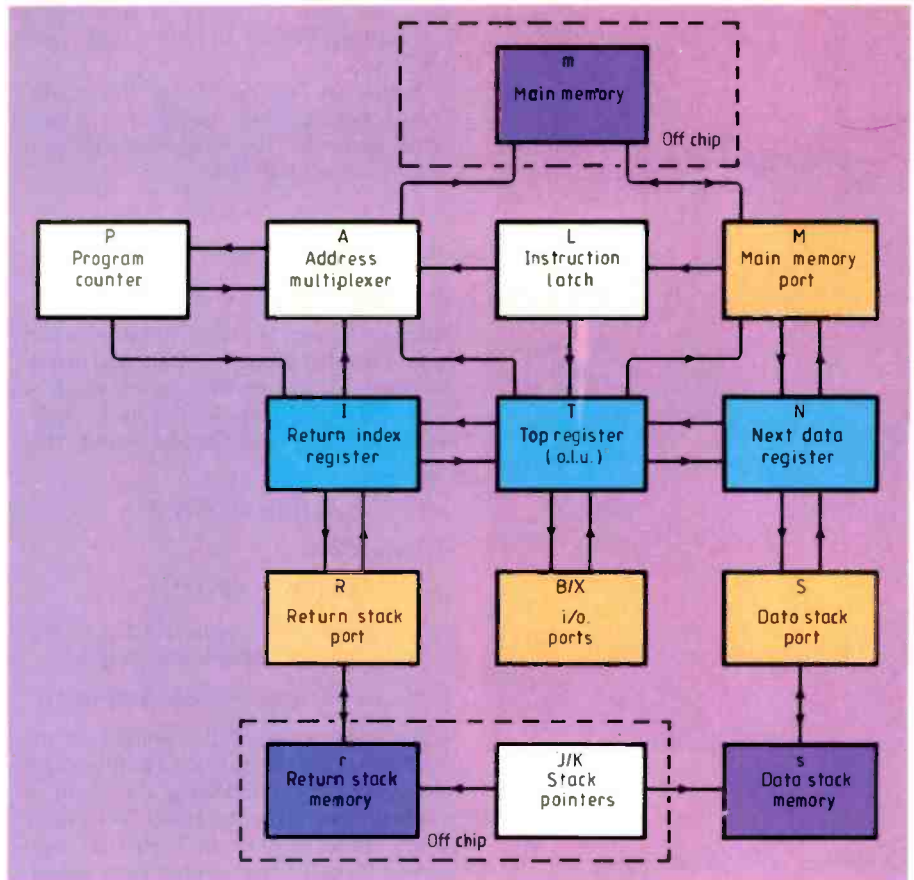 m
Main memory
Off chip
P
Program
counter
A
Address
multiplexer
L
Instruction
latch
M
Main memory
port
I
Return index
register
T
Top register
(a.l.u.)
N
Next data
register
R
Return stack
port
B/X
i/o.
ports
S
Data stack
port
r
Return stack
memory
J/K
Stack
pointers
s
Data stack
memory
Off chip